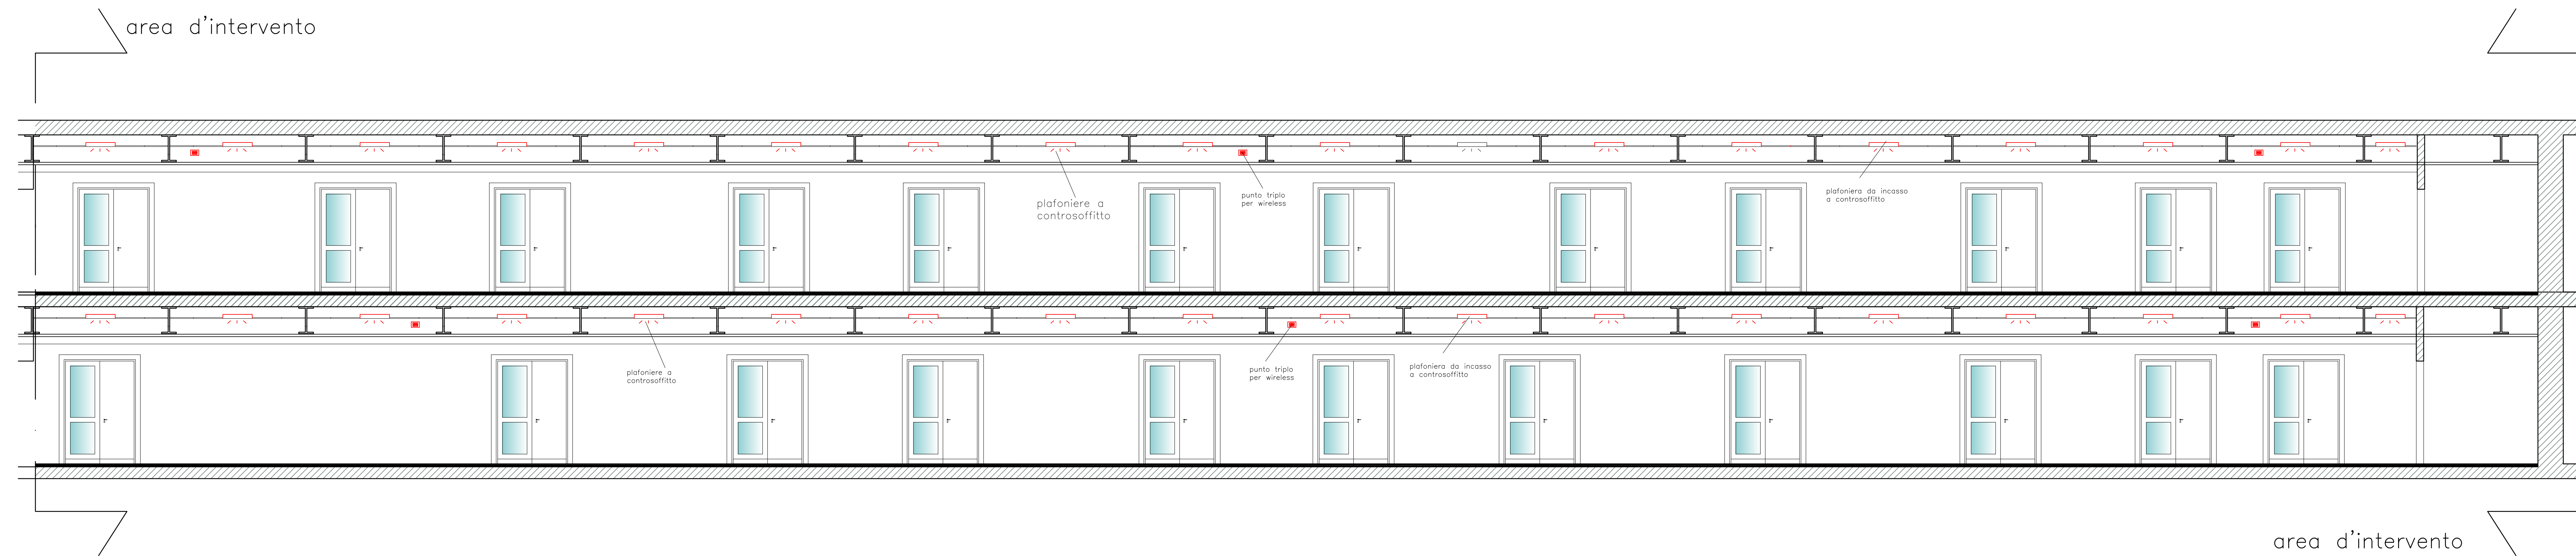 area d'intervento
plafoniere a
controsoffitto
punto triplo
per wireless
plafoniera da incasso
a controsoffitto
plafoniere a
controsoffitto
punto triplo
per wireless
plafoniera da incasso
a controsoffitto
area d'intervento